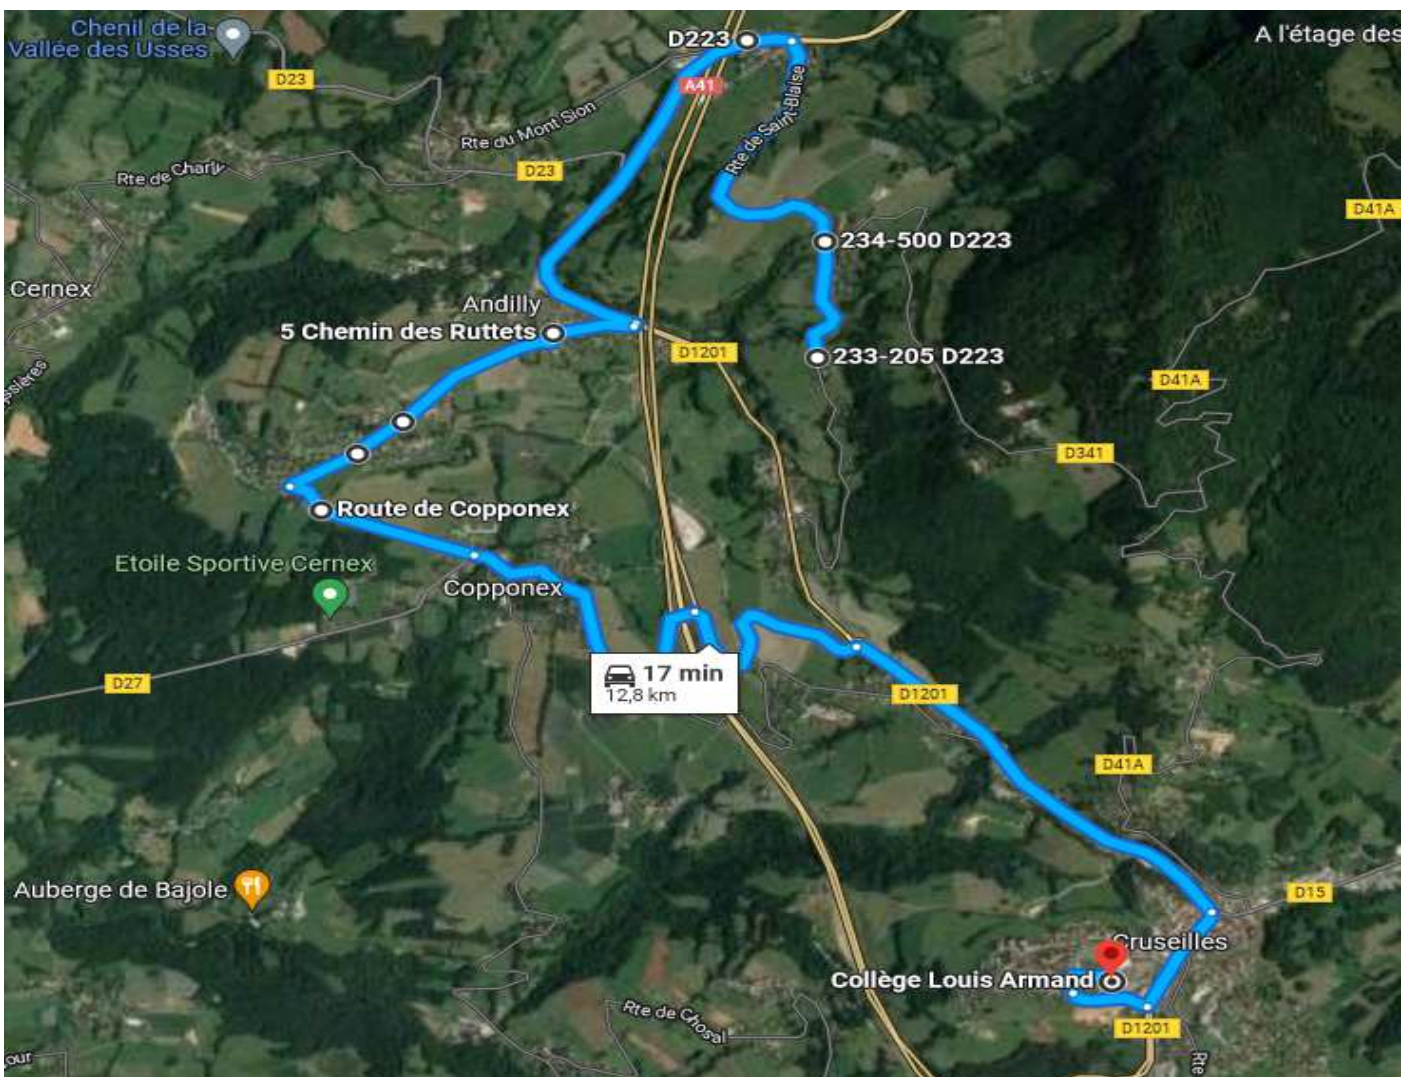 Chenil de la
Vallée des Usses
D23
D223
A41
A l'étage des
Rte du Mont Sion
Rte de Saint-Blaise
Rte de Charly
D23
D41A
234-500 D223
Cernex
Andilly
5 Chemin des Ruttets
D1201
233-205 D223
D41A
D341
Route de Copponex
Etoile Sportive Cernex
Copponex
17 min
12,8 km
D27
D1201
D41A
Auberge de Bajole
D15
Cruseilles
Collège Louis Armand
Rte de Chosal
D1201
Rte